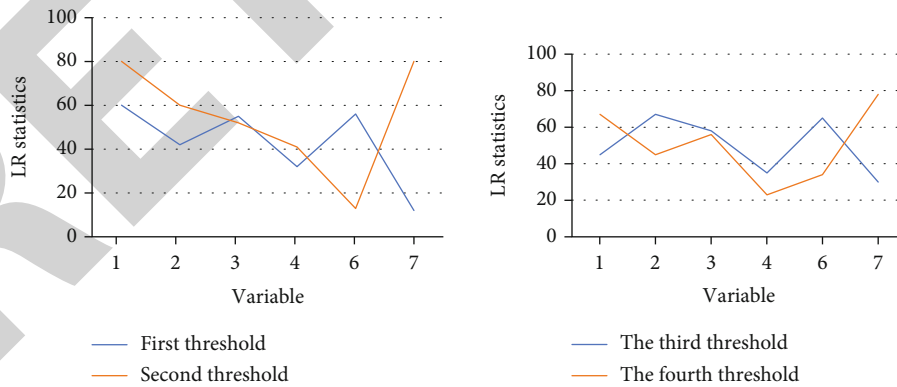 100
80
60
40
20
0
LR statistics
1 2 3 4 6 7
Variable
First threshold
Second threshold
100
80
60
40
20
0
LR statistics
1 2 3 4 6 7
Variable
The third threshold
The fourth threshold